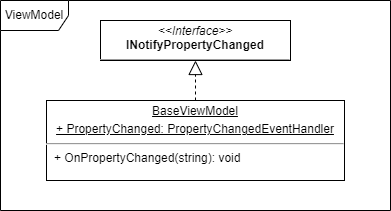 ViewModel
<<Interface>>
INotifyPropertyChanged
BaseViewModel
+ PropertyChanged: PropertyChangedEventHandler
+ OnPropertyChanged(string): void